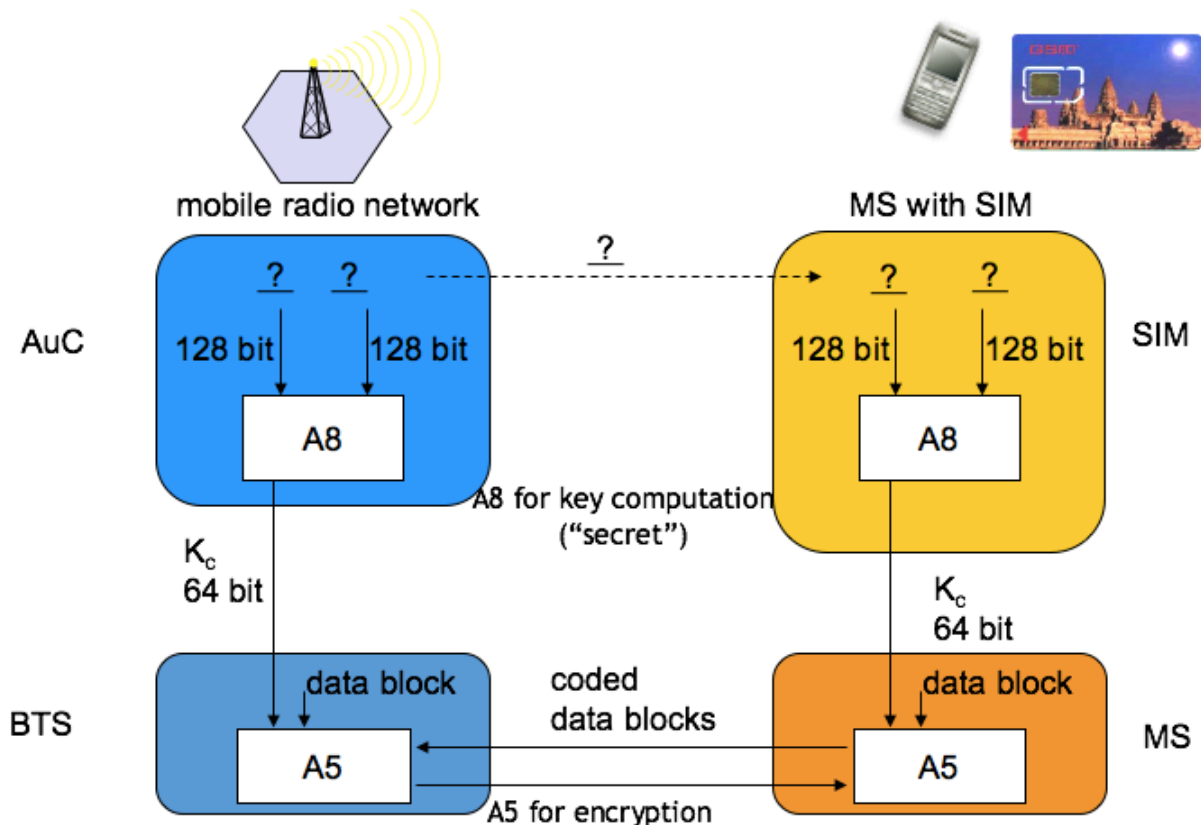 GSM
mobile radio network
MS with SIM
?
? ?
? ?
AuC
128 bit
128 bit
128 bit
128 bit
SIM
A8
A8
A8 for key computation
(“secret”)
Kc
64 bit
Kc
64 bit
data block
coded
data blocks
data block
BTS
A5
A5
MS
A5 for encryption